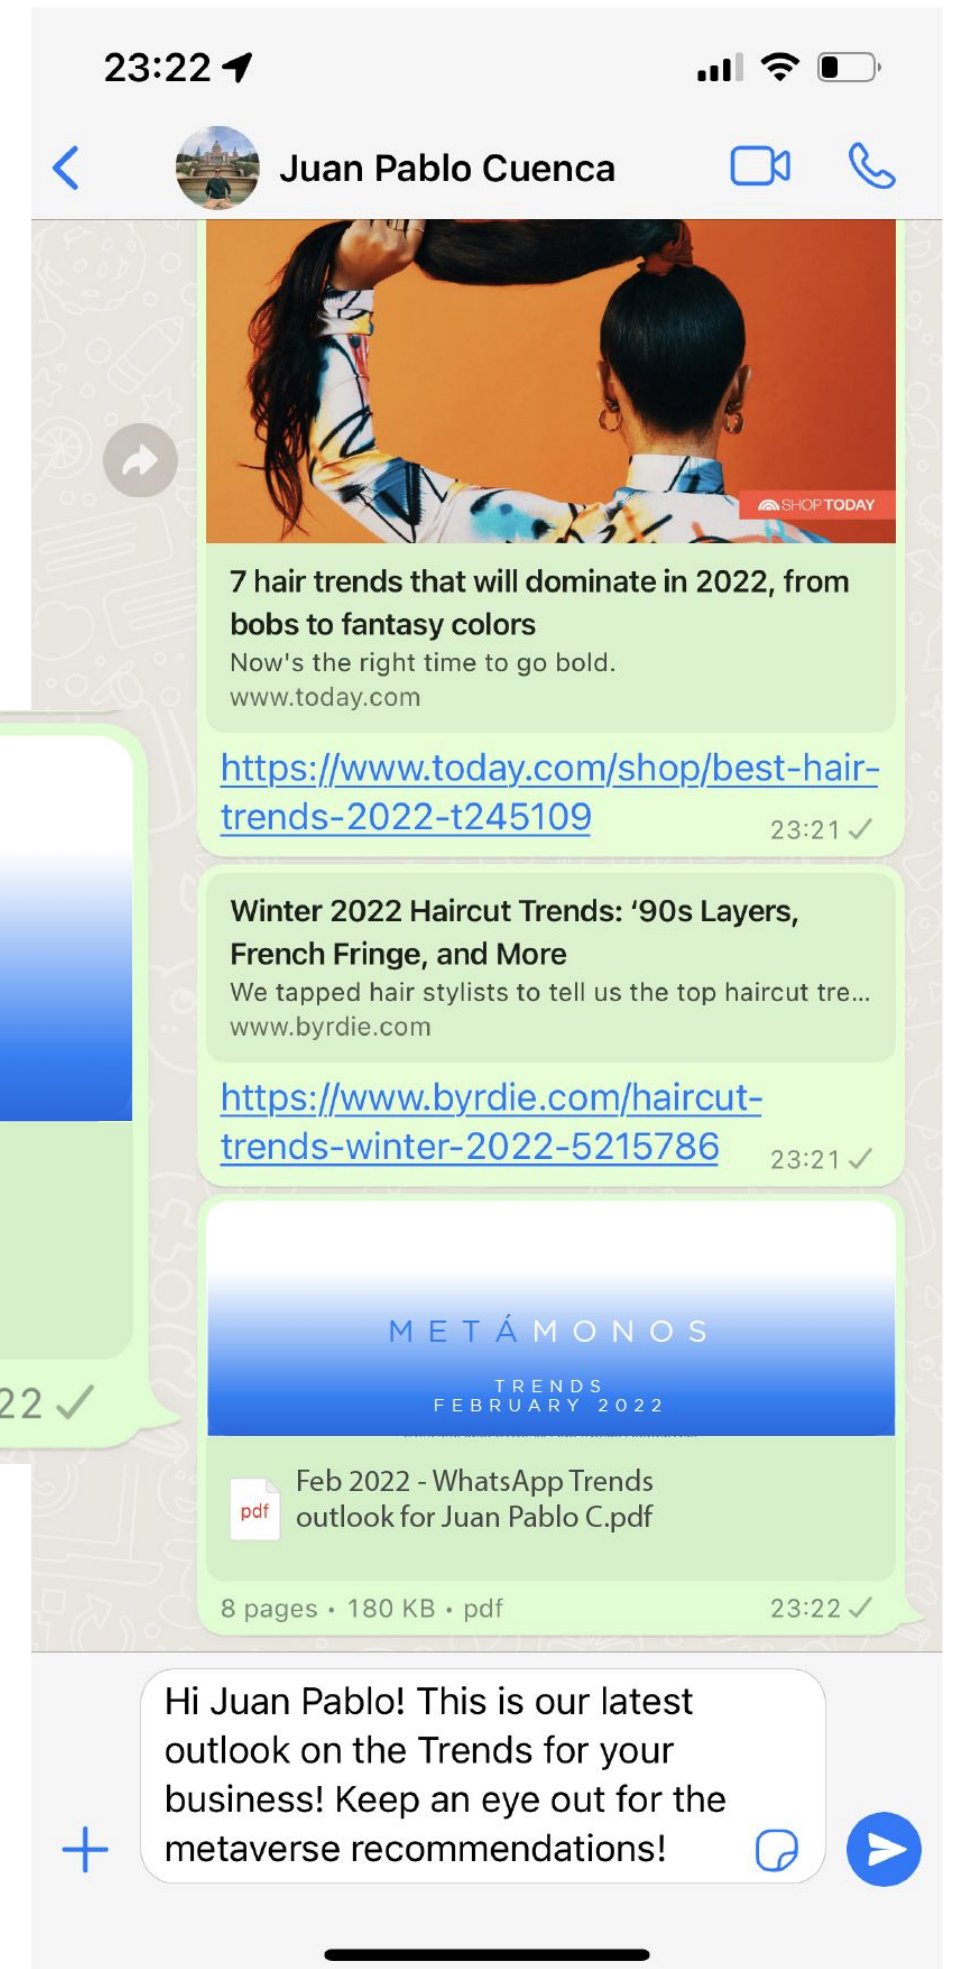 23:22
Juan Pablo Cuenca
SHOP TODAY
7 hair trends that will dominate in 2022, from
bobs to fantasy colors
Now's the right time to go bold.
www.today.com
https://www.today.com/shop/best-hair-
trends-2022-t245109
23:21
Winter 2022 Haircut Trends: ‘90s Layers,
French Fringe, and More
We tapped hair stylists to tell us the top haircut tre...
www.byrdie.com
https://www.byrdie.com/haircut-
trends-winter-2022-5215786
23:21
METÁMONOS
TRENDS
FEBRUARY 2022
22
pdf
Feb 2022 - WhatsApp Trends
outlook for Juan Pablo C.pdf
8 pages • 180 KB • pdf
23:22
Hi Juan Pablo! This is our latest
outlook on the Trends for your
business! Keep an eye out for the
metaverse recommendations!